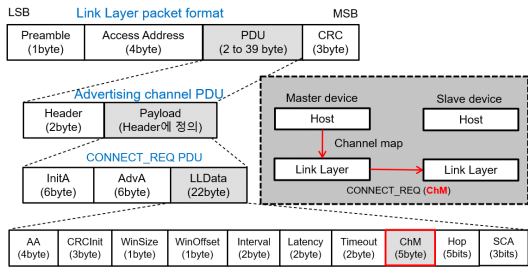 LSB
Link Layer packet format
MSB
Preamble
(1byte)
Access Address
(4byte)
PDU
(2 to 39 byte)
CRC
(3byte)
Advertising channel PDU
Header
(2byte)
Payload
(Header에 정의)
CONNECT_REQ PDU
InitA
(6byte)
AdvA
(6byte)
LLData
(22byte)
Master device
Slave device
Host
Host
Channel map
Link Layer
Link Layer
CONNECT_REQ (ChM)
AA
(4byte)
CRCInit
(3byte)
WinSize
(1byte)
WinOffset
(1byte)
Interval
(2byte)
Latency
(2byte)
Timeout
(2byte)
ChM
(5byte)
Hop
(5bits)
SCA
(3bits)